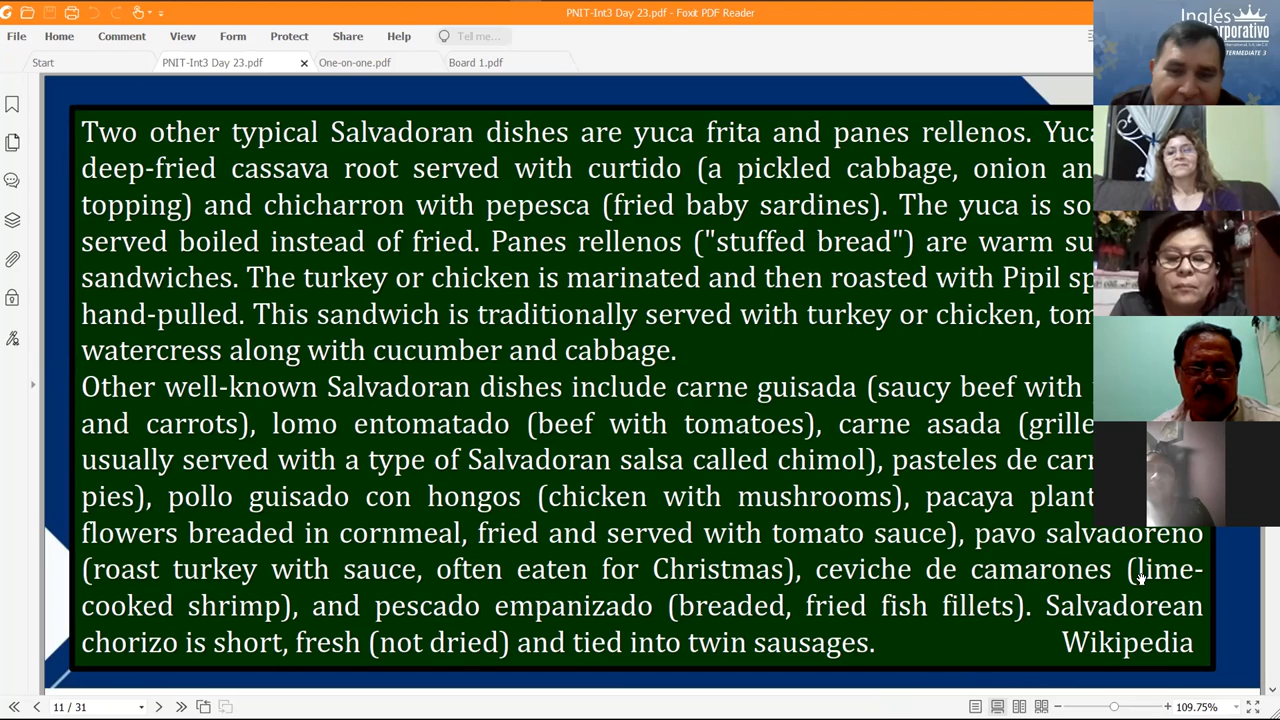 PNIT-Int3 Day 23.pdf - Foxit PDF Reader
File Home Comment View Form Protect Share Help Tell me...
Start PNIT-Int3 Day 23.pdf One-on-one.pdf Board 1.pdf
Inglés
orporativo
INTERMEDIATE 3
Two other typical Salvadoran dishes are yuca frita and panes rellenos. Yuca
deep-fried cassava root served with curtido (a pickled cabbage, onion an
topping) and chicharron with pepesca (fried baby sardines). The yuca is so
served boiled instead of fried. Panes rellenos ("stuffed bread") are warm su
sandwiches. The turkey or chicken is marinated and then roasted with Pipil sp
hand-pulled. This sandwich is traditionally served with turkey or chicken, tom
watercress along with cucumber and cabbage.
Other well-known Salvadoran dishes include carne guisada (saucy beef with
and carrots), lomo entomatado (beef with tomatoes), carne asada (grille
usually served with a type of Salvadoran salsa called chimol), pasteles de car
pies), pollo guisado con hongos (chicken with mushrooms), pacaya plant
flowers breaded in cornmeal, fried and served with tomato sauce), pavo salvadoreno
(roast turkey with sauce, often eaten for Christmas), ceviche de camarones (lime-
cooked shrimp), and pescado empanizado (breaded, fried fish fillets). Salvadorean
chorizo is short, fresh (not dried) and tied into twin sausages. Wikipedia
11 / 31
109.75%